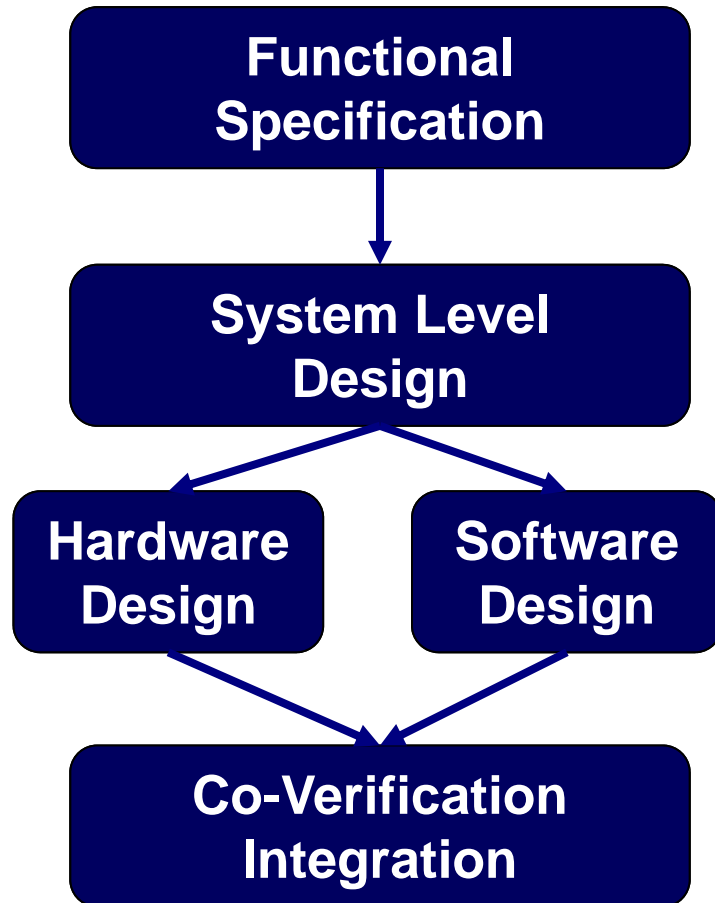 Functional
Specification
System Level
Design
Hardware
Design
Software
Design
Co-Verification
Integration